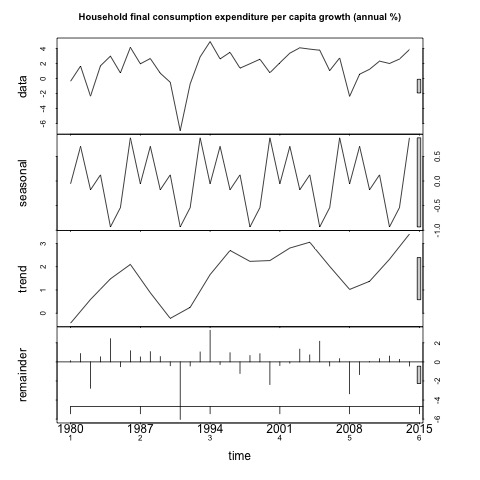 Household final consumption expenditure per capita growth (annual %)
data
-6 -4 -2 0 2 4
seasonal
-1.0 -0.5 0.0 0.5
trend
0 1 2 3
remainder
-6 -4 -2 0 2
1980 1987 1994 2001 2008 2015
1 2 3 4 5 6
time